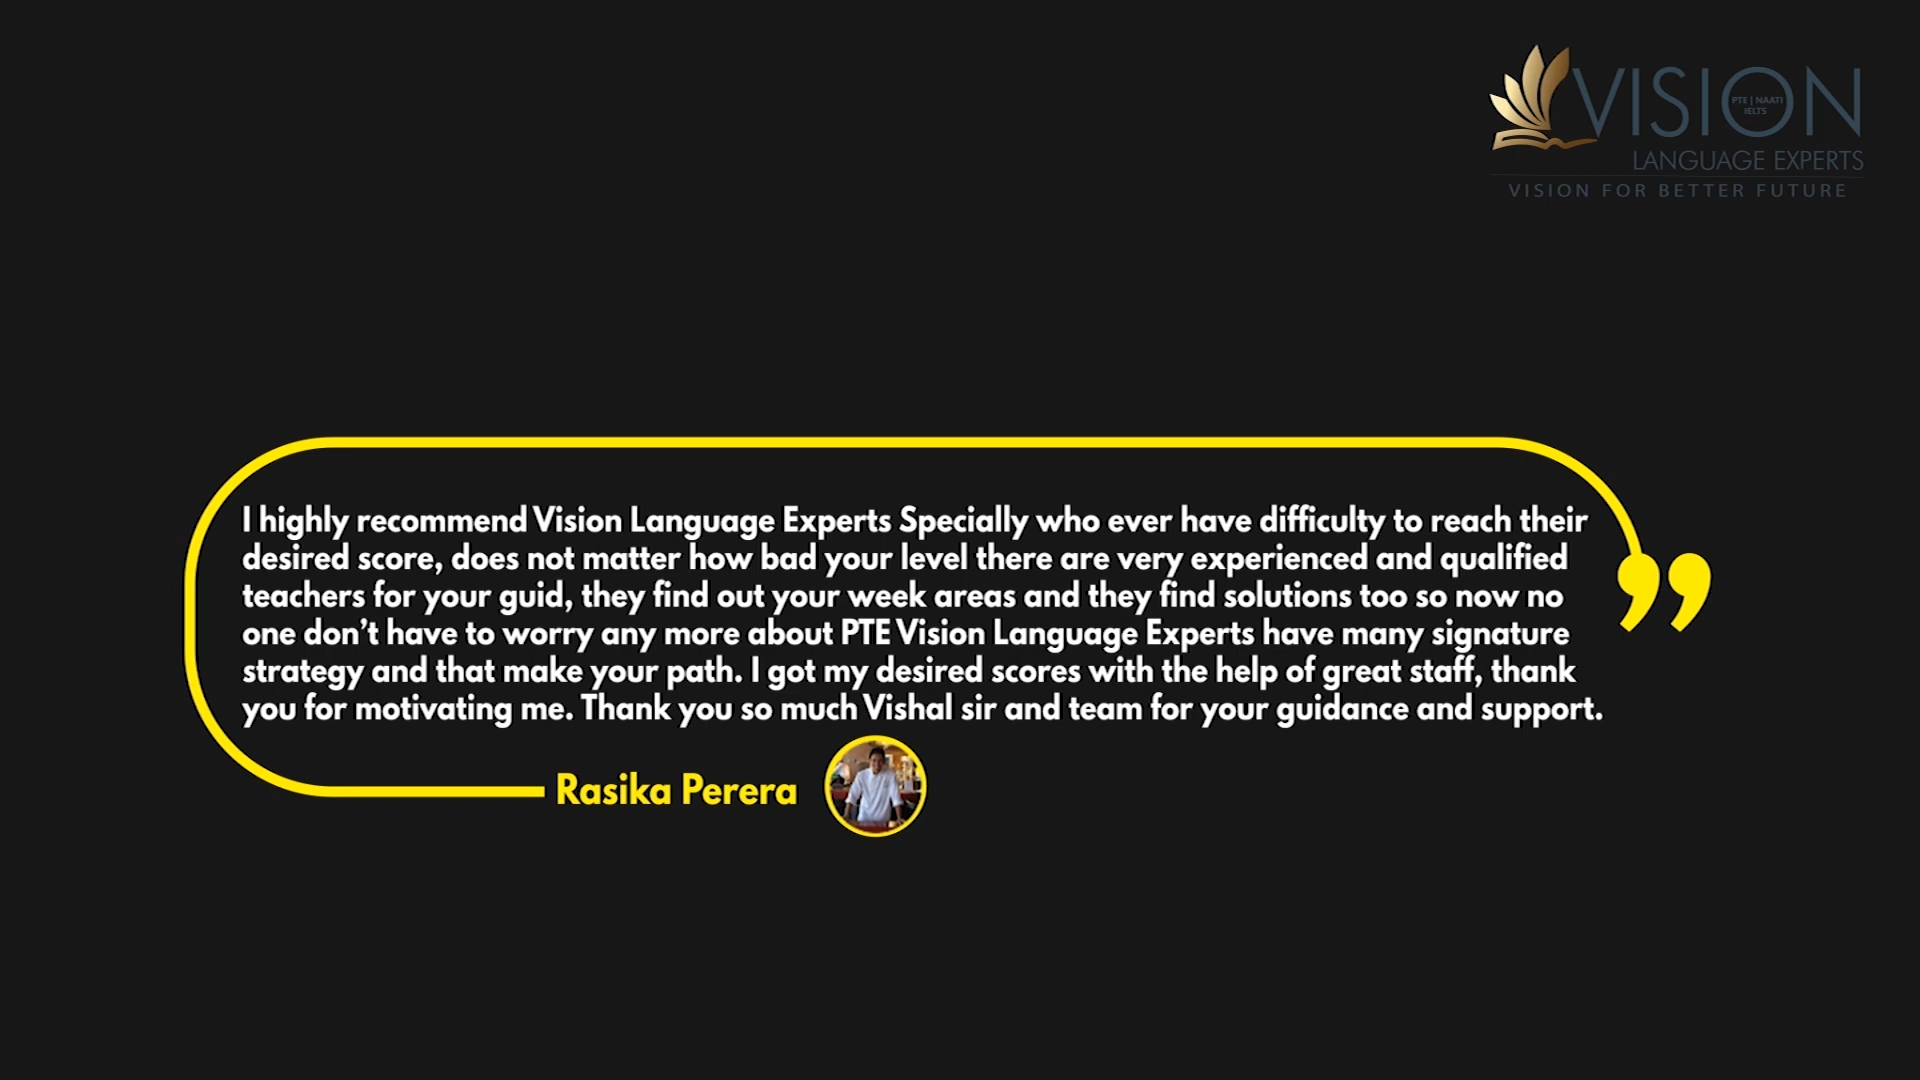 VISION
PTE | NAATI
IELTS
LANGUAGE EXPERTS
VISION FOR BETTER FUTURE
I highly recommend Vision Language Experts Specially who ever have difficulty to reach their
desired score, does not matter how bad your level there are very experienced and qualified
teachers for your guid, they find out your week areas and they find solutions too so now no
one don’t have to worry any more about PTE Vision Language Experts have many signature
strategy and that make your path. I got my desired scores with the help of great staff, thank
you for motivating me. Thank you so much Vishal sir and team for your guidance and support.
”
Rasika Perera